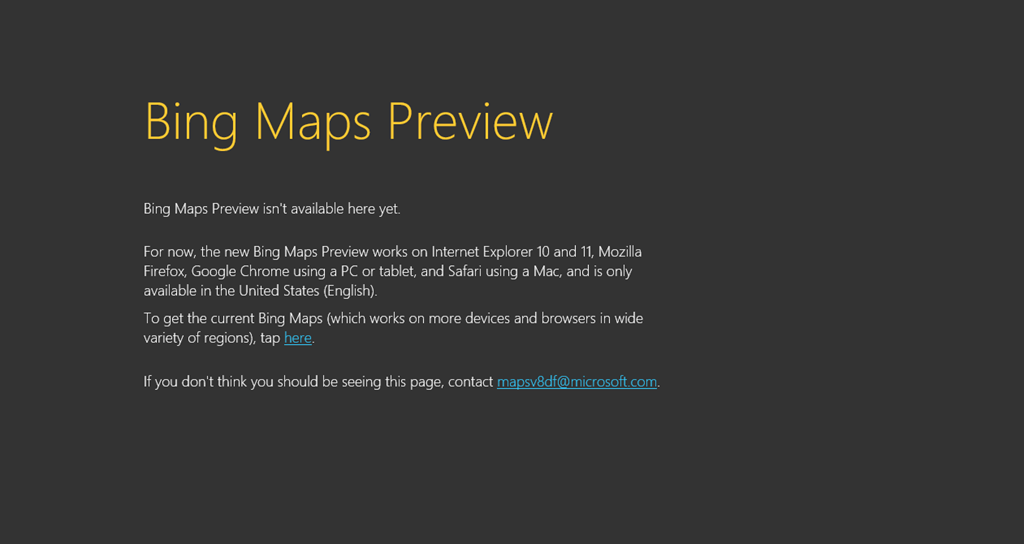 Bing Maps Preview
Bing Maps Preview isn't available here yet.
For now, the new Bing Maps Preview works on Internet Explorer 10 and 11, Mozilla
Firefox, Google Chrome using a PC or tablet, and Safari using a Mac, and is only
available in the United States (English).
To get the current Bing Maps (which works on more devices and browsers in wide
variety of regions), tap here.
If you don't think you should be seeing this page, contact mapsv8df@microsoft.com.